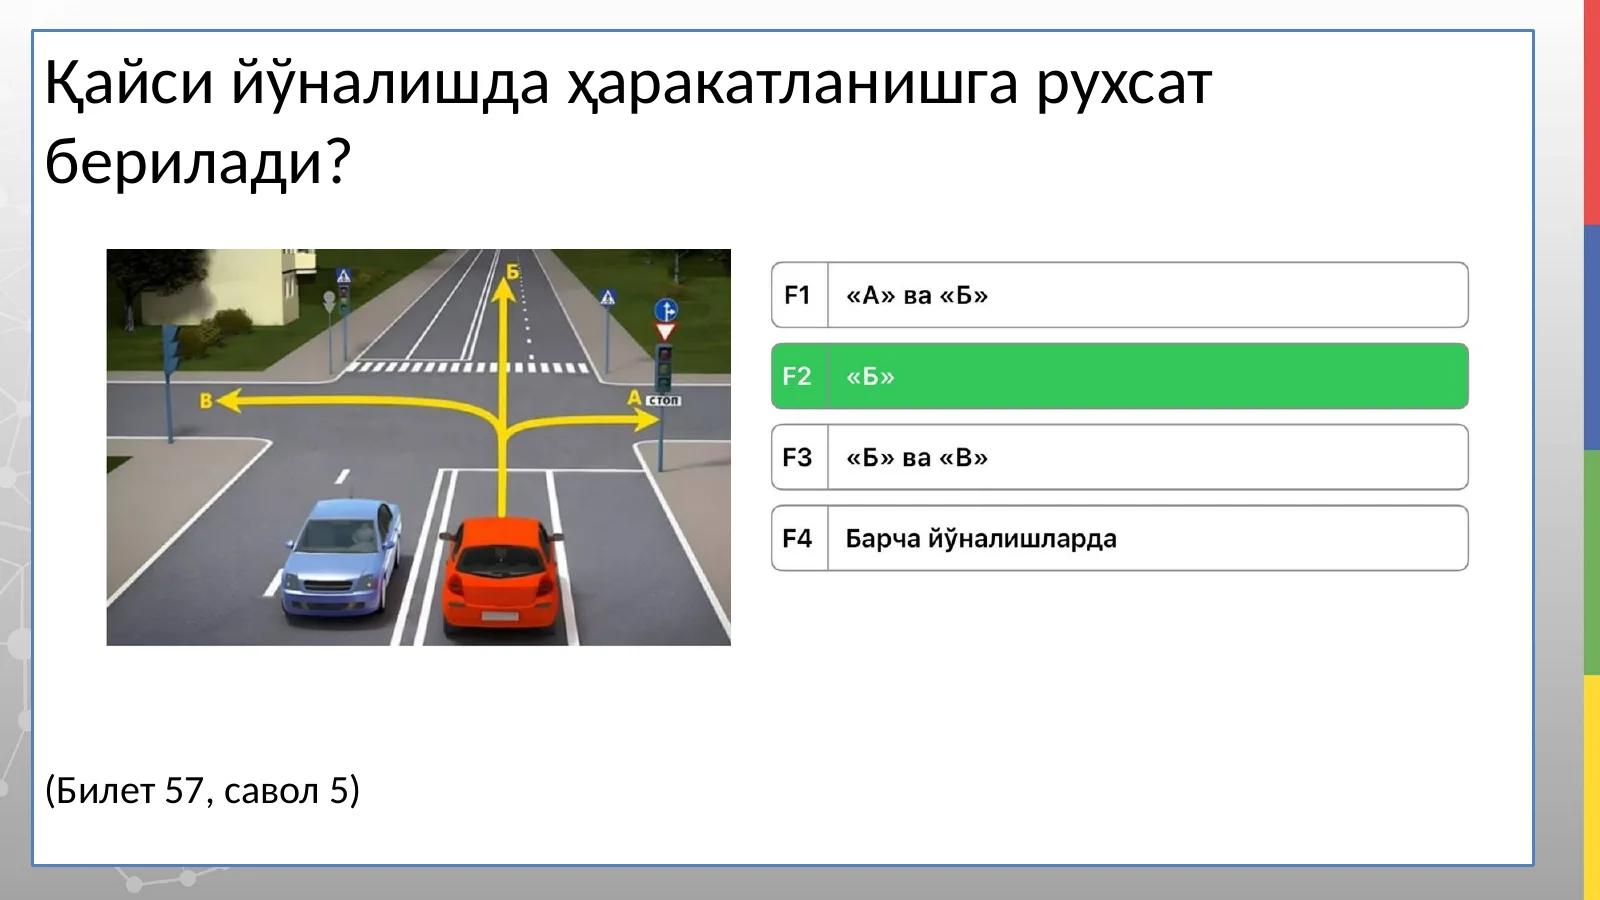 Қайси йўналишда ҳаракатланишга рухсат
берилади?
Б
В
А
СТОП
F1 «А» ва «Б»
F2 «Б»
F3 «Б» ва «В»
F4 Барча йўналишларда
(Билет 57, савол 5)